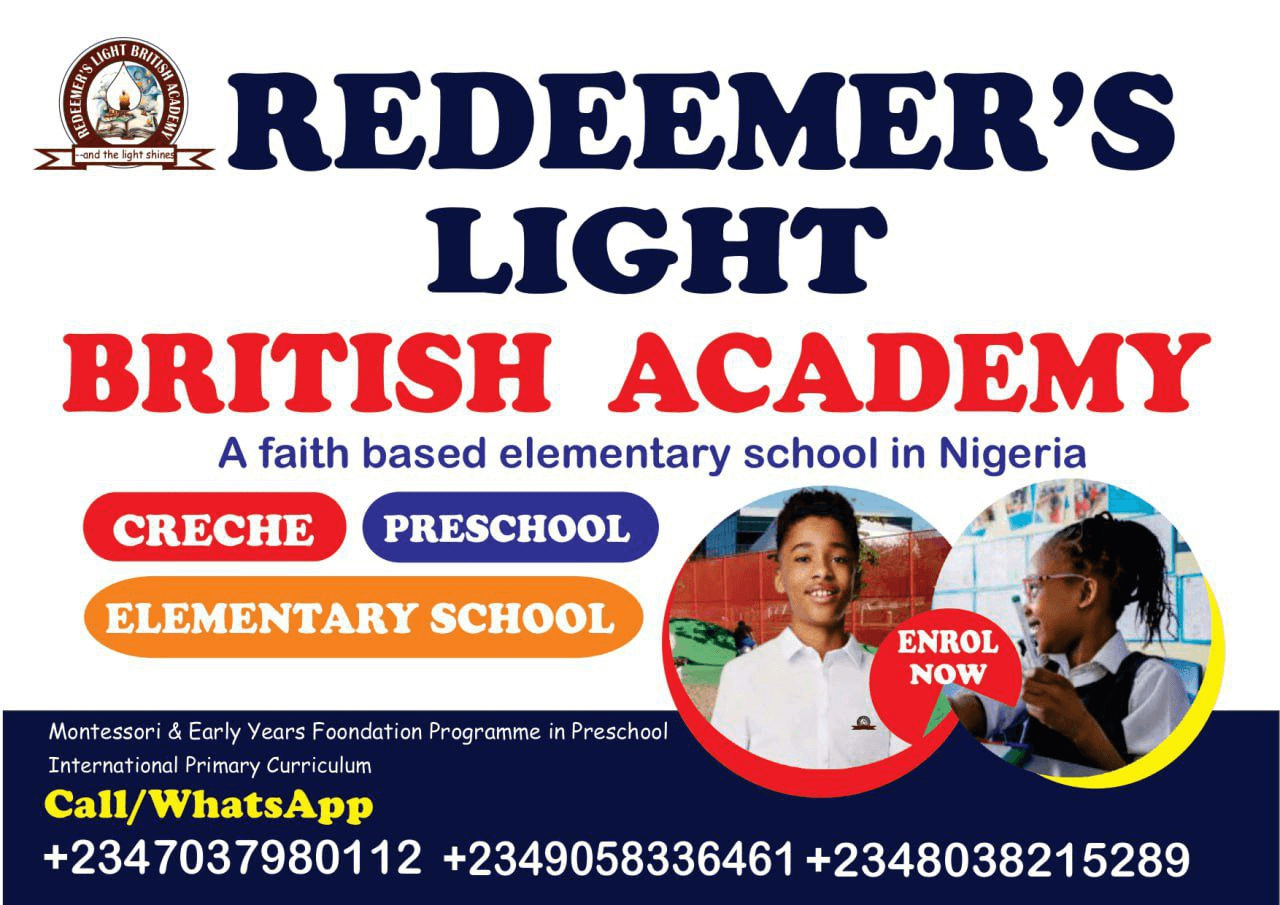 REDEEMER'S LIGHT BRITISH ACADEMY
--and the light shines
REDEEMER'S
LIGHT
BRITISH ACADEMY
A faith based elementary school in Nigeria
CRECHE
PRESCHOOL
ELEMENTARY SCHOOL
ENROL
NOW
Montessori & Early Years Foondation Programme in Preschool
International Primary Curriculum
Call/WhatsApp
+2347037980112 +2349058336461 +2348038215289